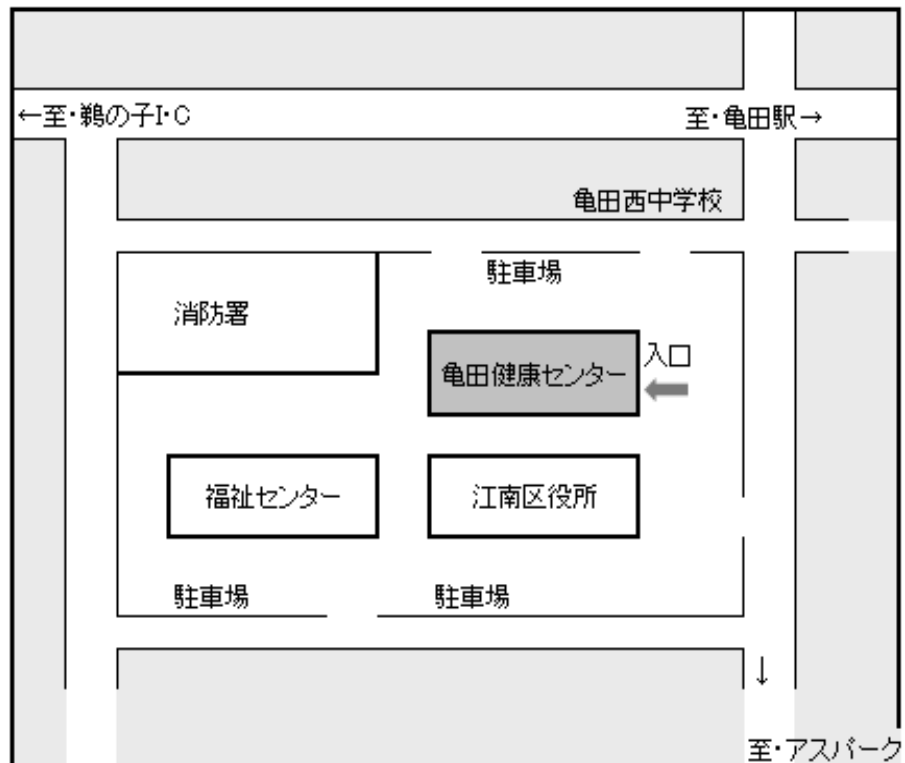 ←至・鵜の子I・C
至・亀田駅→
亀田西中学校
駐車場
消防署
入口
亀田健康センター
福祉センター
江南区役所
駐車場
駐車場
↓
至・アスパーク